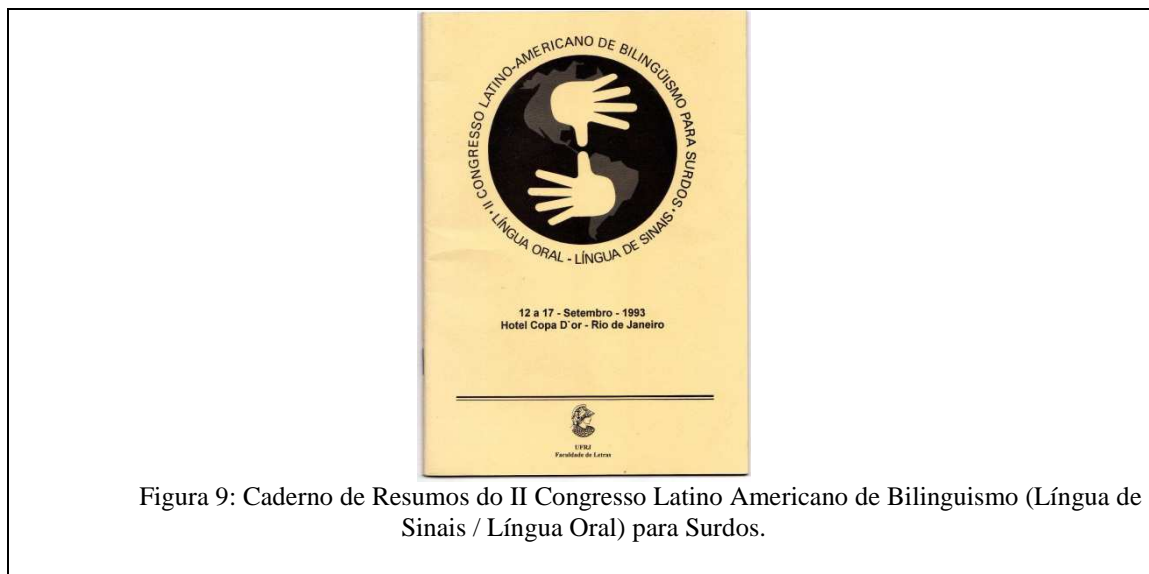 II CONGRESSO LATINO-AMERICANO DE BILINGÜISMO PARA SURDOS •
LÍNGUA ORAL - LÍNGUA DE SINAIS •
12 a 17 - Setembro - 1993
Hotel Copa D`or - Rio de Janeiro
UFRJ
Faculdade de Letras
Figura 9: Caderno de Resumos do II Congresso Latino Americano de Bilinguismo (Língua de
Sinais / Língua Oral) para Surdos.